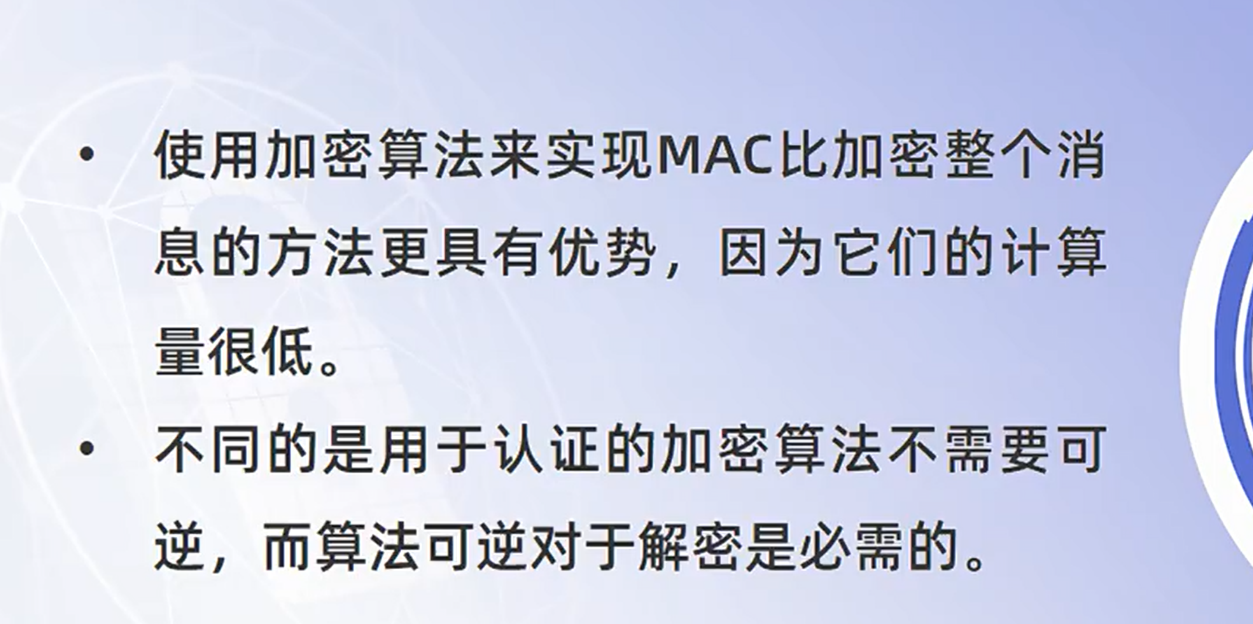 • 使用加密算法来实现MAC比加密整个消
息的方法更具有优势，因为它们的计算
量很低。
• 不同的是用于认证的加密算法不需要可
逆，而算法可逆对于解密是必需的。